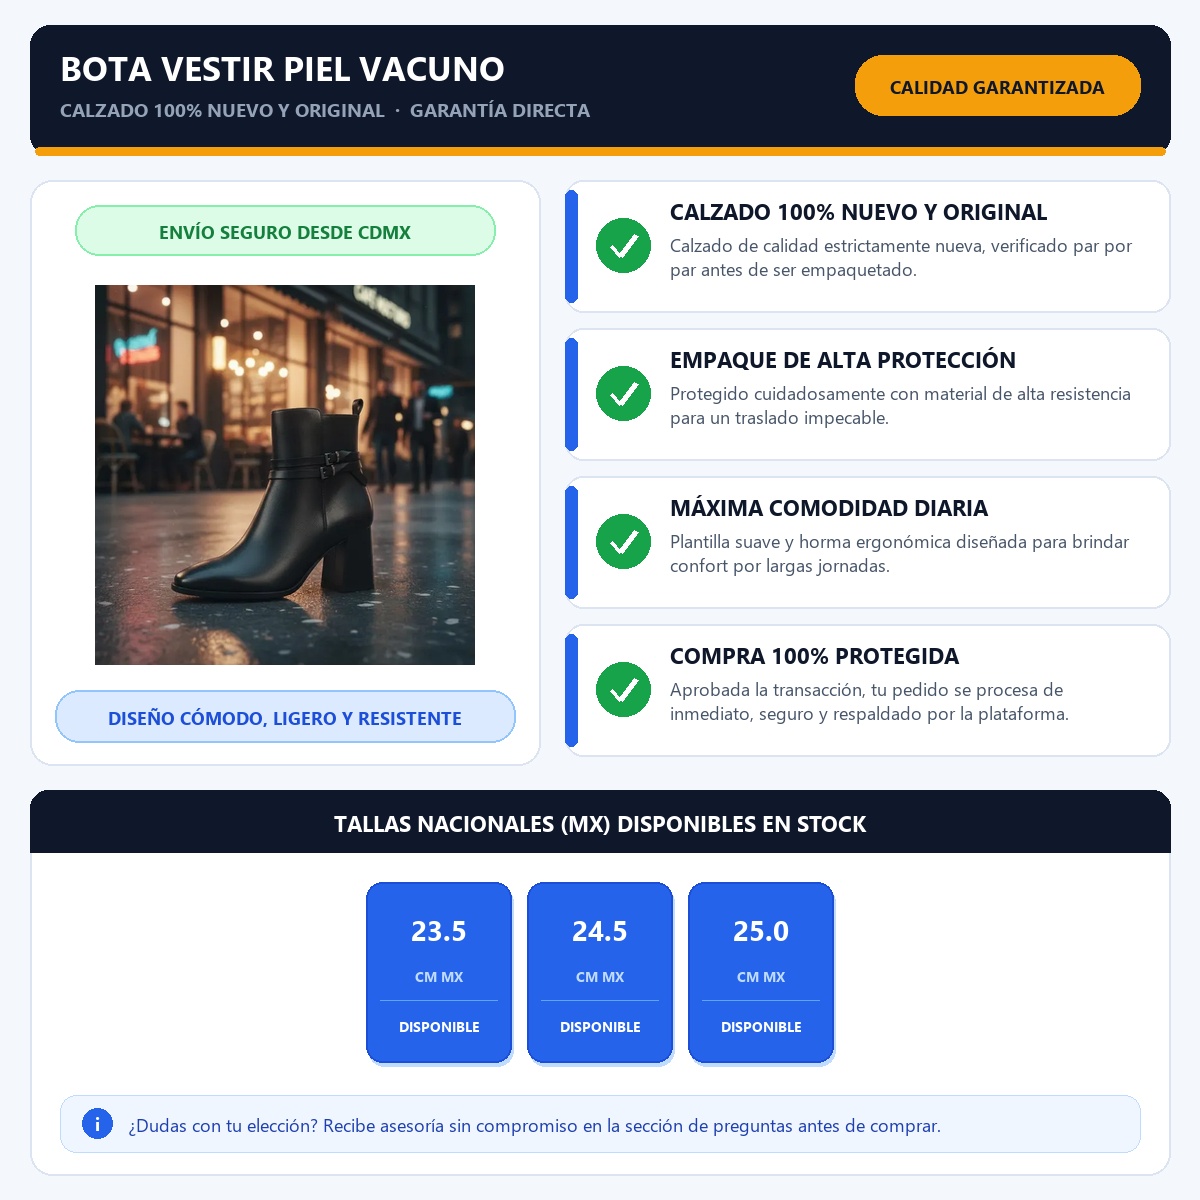 BOTA VESTIR PIEL VACUNO
CALZADO 100% NUEVO Y ORIGINAL · GARANTÍA DIRECTA
CALIDAD GARANTIZADA
ENVÍO SEGURO DESDE CDMX
DISEÑO CÓMODO, LIGERO Y RESISTENTE
CALZADO 100% NUEVO Y ORIGINAL
Calzado de calidad estrictamente nueva, verificado par por
par antes de ser empaquetado.
EMPAQUE DE ALTA PROTECCIÓN
Protegido cuidadosamente con material de alta resistencia
para un traslado impecable.
MÁXIMA COMODIDAD DIARIA
Plantilla suave y horma ergonómica diseñada para brindar
confort por largas jornadas.
COMPRA 100% PROTEGIDA
Aprobada la transacción, tu pedido se procesa de
inmediato, seguro y respaldado por la plataforma.
TALLAS NACIONALES (MX) DISPONIBLES EN STOCK
23.5
CM MX
DISPONIBLE
24.5
CM MX
DISPONIBLE
25.0
CM MX
DISPONIBLE
¿Dudas con tu elección? Recibe asesoría sin compromiso en la sección de preguntas antes de comprar.